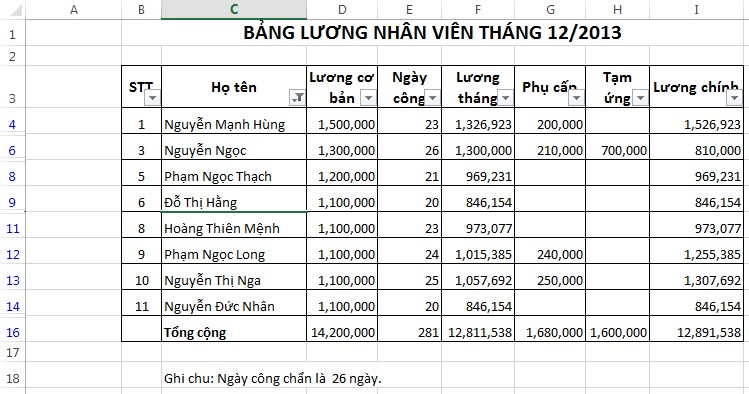 B C D E F G H I
A
1 BẢNG LƯƠNG NHÂN VIÊN THÁNG 12/2013
2
3 STT Họ tên Lương cơ bản Ngày công Lương tháng Phụ cấp Tạm ứng Lương chính
4 1 Nguyễn Mạnh Hùng 1,500,000 23 1,326,923 200,000 1,526,923
6 3 Nguyễn Ngọc 1,300,000 26 1,300,000 210,000 700,000 810,000
8 5 Phạm Ngọc Thạch 1,200,000 21 969,231 969,231
9 6 Đỗ Thị Hằng 1,100,000 20 846,154 846,154
11 8 Hoàng Thiên Mệnh 1,100,000 23 973,077 973,077
12 9 Phạm Ngọc Long 1,100,000 24 1,015,385 240,000 1,255,385
13 10 Nguyễn Thị Nga 1,100,000 25 1,057,692 250,000 1,307,692
14 11 Nguyễn Đức Nhân 1,100,000 20 846,154 846,154
16 Tổng cộng 14,200,000 281 12,811,538 1,680,000 1,600,000 12,891,538
17
18 Ghi chu: Ngày công chẩn là 26 ngày.